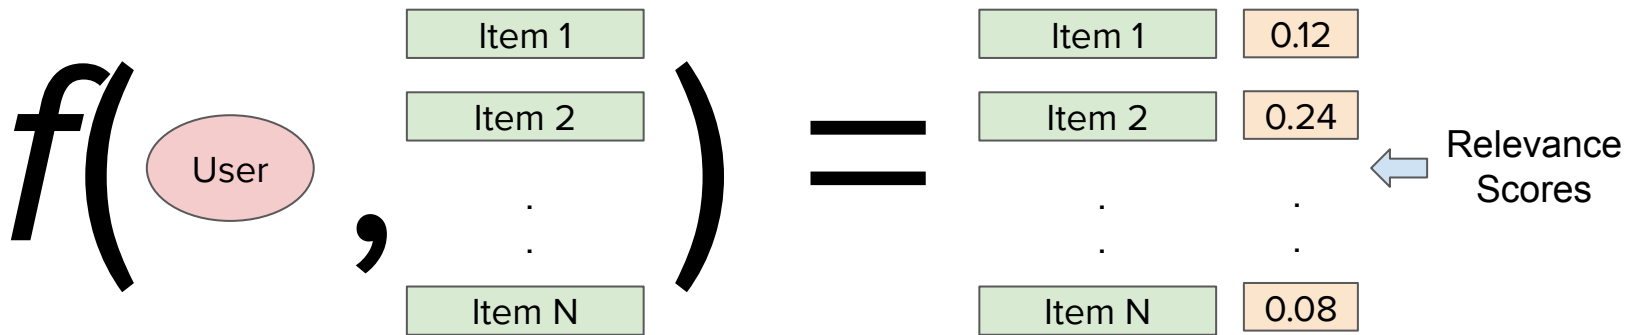 f( User , Item 1 ) = Item 1 0.12
Item 2 Item 2 0.24
Relevance
Scores
. . .
. . .
Item N Item N 0.08